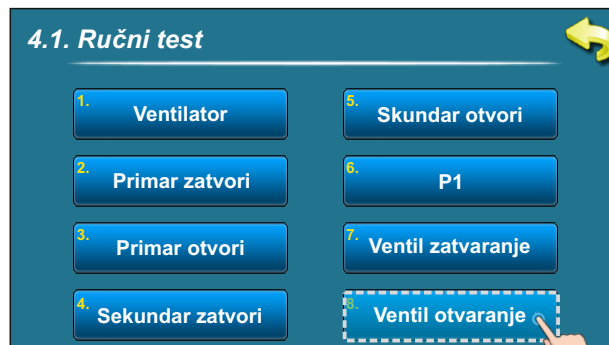 4.1. Ručni test
1. Ventilator
2. Primar zatvori
3. Primar otvori
4. Sekundar zatvori
5. Skundar otvori
6. P1
7. Ventil zatvaranje
8. Ventil otvaranje